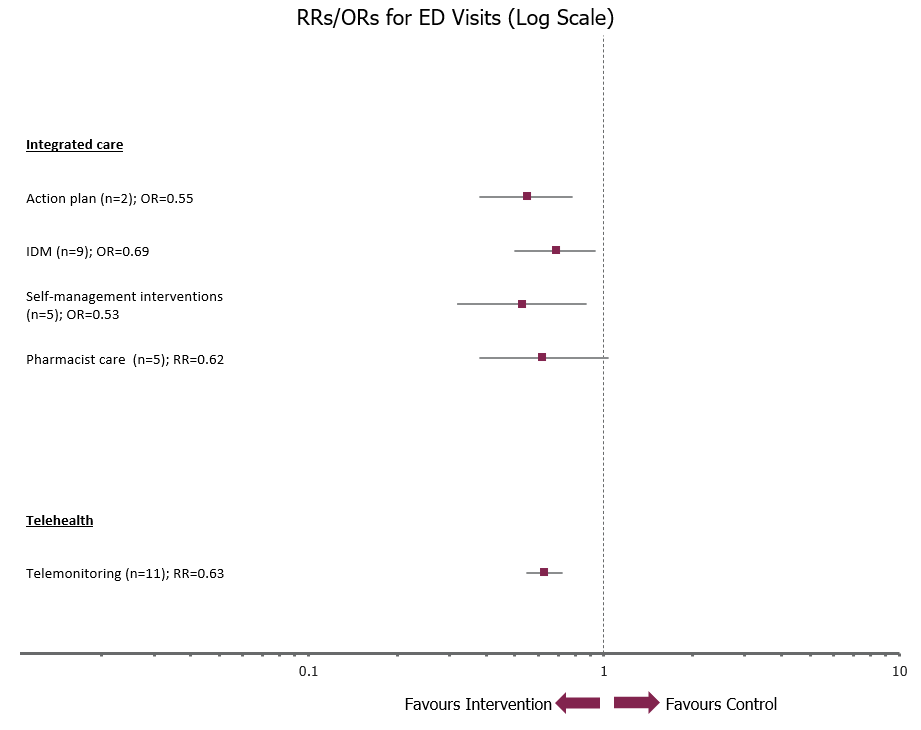 RRs/ORs for ED Visits (Log Scale)
Integrated care
Action plan (n=2); OR=0.55
IDM (n=9); OR=0.69
Self-management interventions
(n=5); OR=0.53
Pharmacist care  (n=5); RR=0.62
Telehealth
Telemonitoring (n=11); RR=0.63
0.1 1 10
Favours Intervention Favours Control